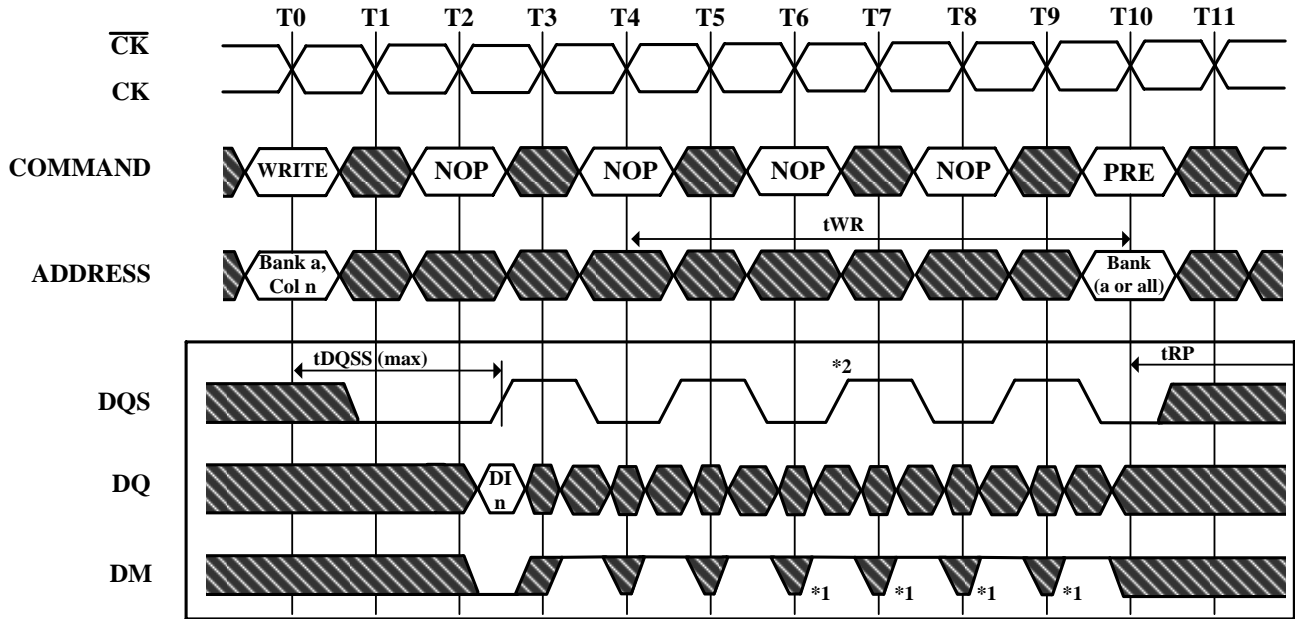 T0 T1 T2 T3 T4 T5 T6 T7 T8 T9 T10 T11
CK
CK
COMMAND WRITE NOP NOP NOP NOP PRE
tWR
ADDRESS Bank a, Col n Bank (a or all)
tDQSS (max) *2 tRP
DQS
DQ DI n
DM *1 *1 *1 *1